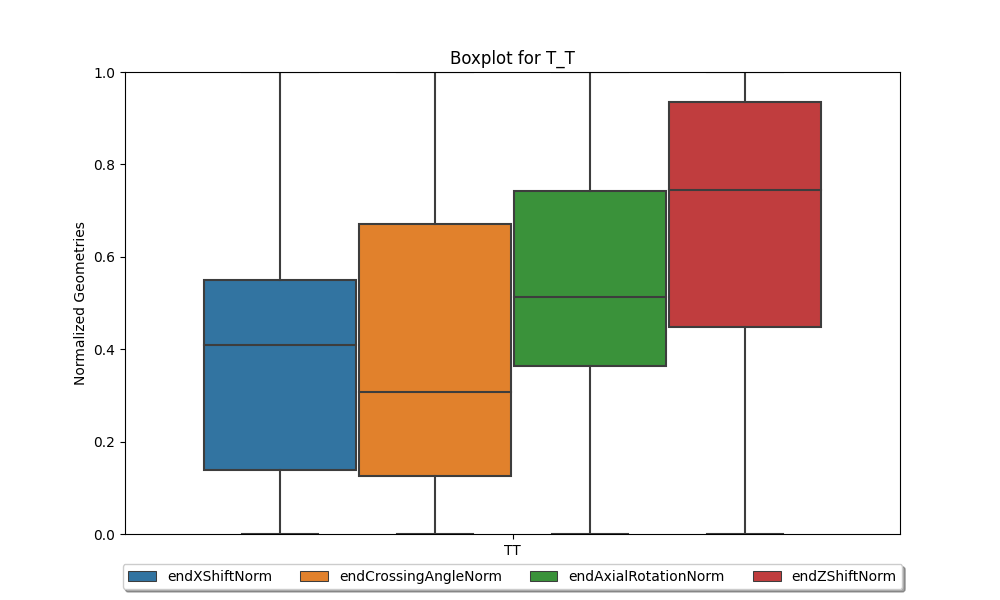 Boxplot for T_T
1.0
0.8
0.6
0.4
0.2
0.0
Normalized Geometries
TT
endXShiftNorm endCrossingAngleNorm endAxialRotationNorm endZShiftNorm